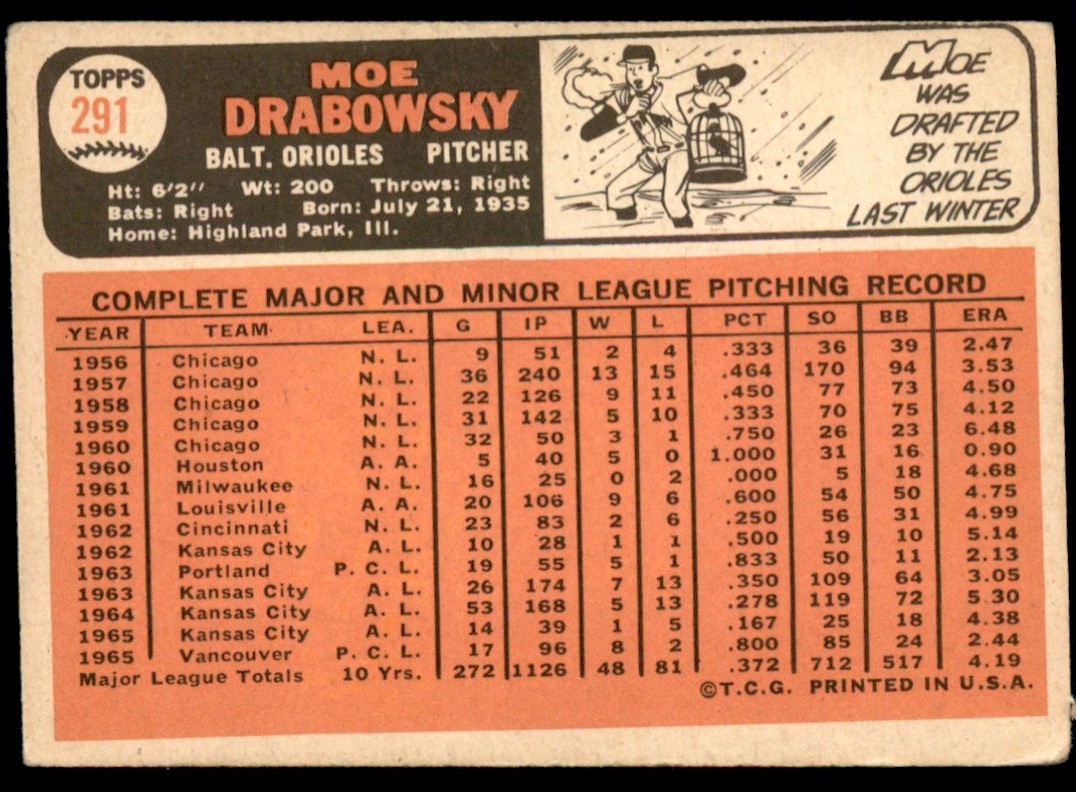 TOPPS
291
MOE
DRABOWSKY
BALT. ORIOLES PITCHER
Ht: 6'2" Wt: 200 Throws: Right
Bats: Right Born: July 21, 1935
Home: Highland Park, Ill.
MOE
WAS
DRAFTED
BY THE
ORIOLES
LAST WINTER
COMPLETE MAJOR AND MINOR LEAGUE PITCHING RECORD
YEAR TEAM LEA. G IP W L PCT SO BB ERA
1956 Chicago N. L. 9 51 2 4 .333 36 39 2.47
1957 Chicago N. L. 36 240 13 15 .464 170 94 3.53
1958 Chicago N. L. 22 126 9 11 .450 77 73 4.50
1959 Chicago N. L. 31 142 5 10 .333 70 75 4.12
1960 Chicago N. L. 32 50 3 1 .750 26 23 6.48
1960 Houston A. A. 5 40 5 0 1.000 31 16 0.90
1961 Milwaukee N. L. 16 25 0 2 .000 5 18 4.68
1961 Louisville A. A. 20 106 9 6 .600 54 50 4.75
1962 Cincinnati N. L. 23 83 2 6 .250 56 31 4.99
1962 Kansas City A. L. 10 28 1 1 .500 19 10 5.14
1963 Portland P. C. L. 19 55 5 1 .833 50 11 2.13
1963 Kansas City A. L. 26 174 7 13 .350 109 64 3.05
1964 Kansas City A. L. 53 168 5 13 .278 119 72 5.30
1965 Kansas City A. L. 14 39 1 5 .167 25 18 4.38
1965 Vancouver P. C. L. 17 96 8 2 .800 85 24 2.44
Major League Totals 10 Yrs. 272 1126 48 81 .372 712 517 4.19
©T.C.G. PRINTED IN U.S.A.